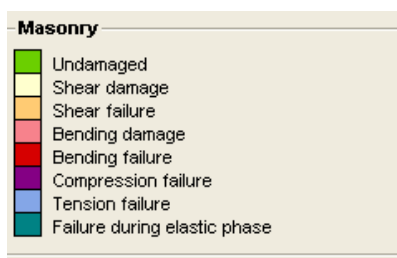 Masonry
Undamaged
Shear damage
Shear failure
Bending damage
Bending failure
Compression failure
Tension failure
Failure during elastic phase